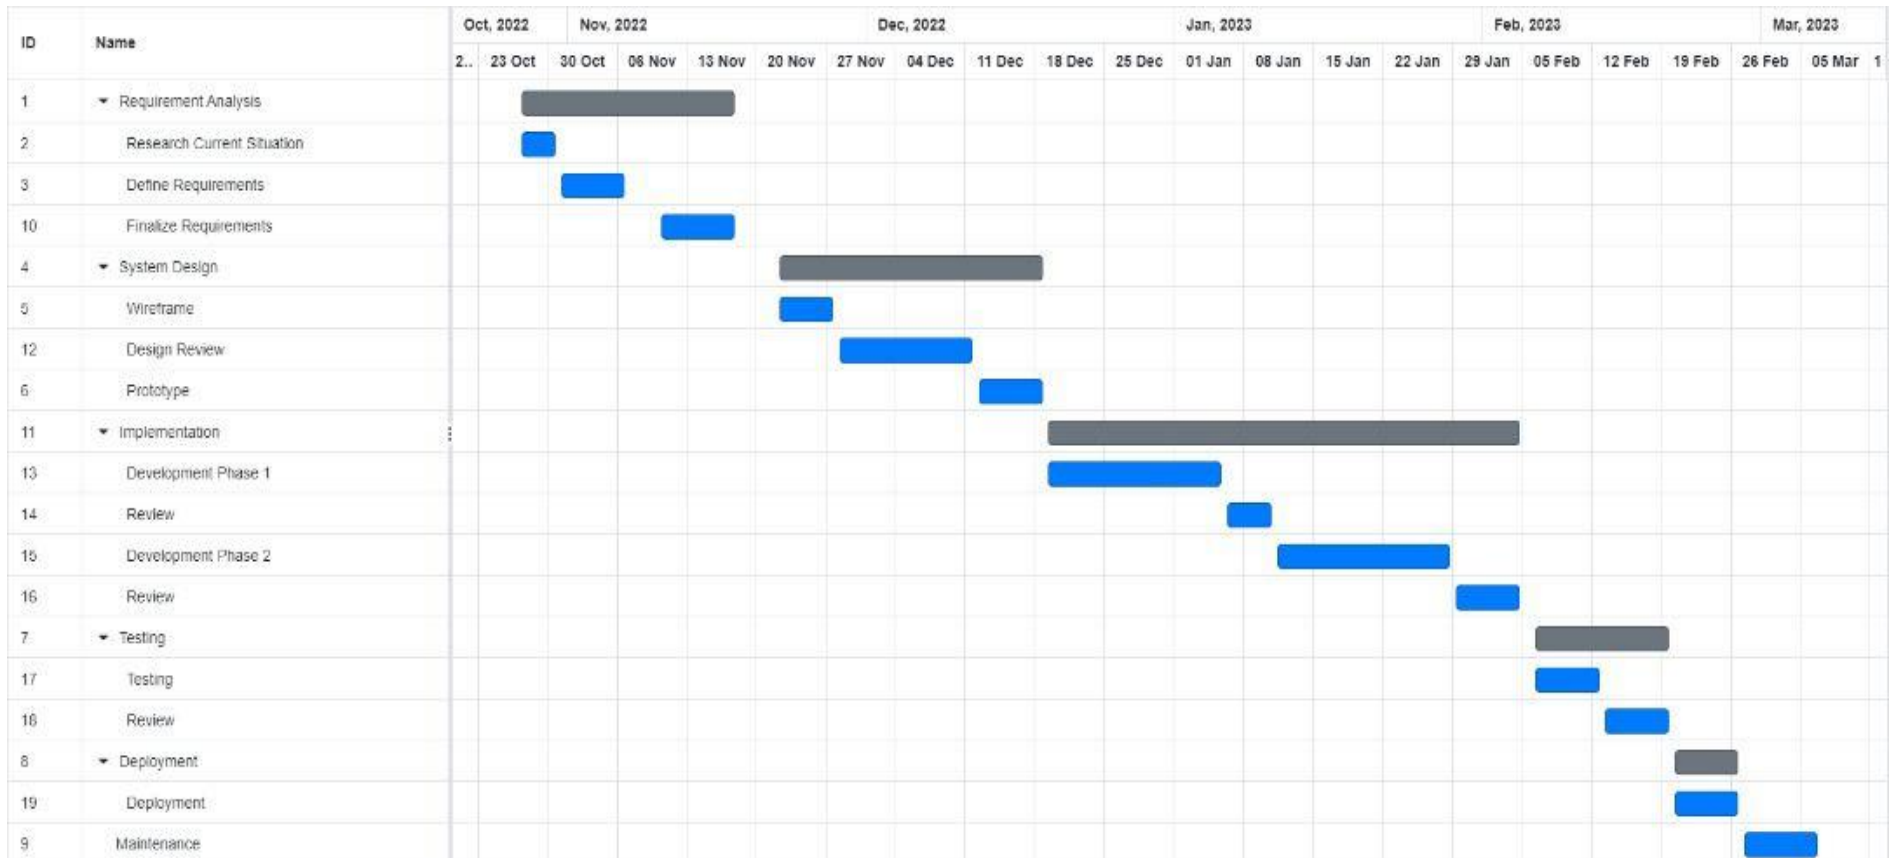 ID Name Oct, 2022 Nov, 2022 Dec, 2022 Jan, 2023 Feb, 2023 Mar, 2023
2.. 23 Oct 30 Oct 06 Nov 13 Nov 20 Nov 27 Nov 04 Dec 11 Dec 18 Dec 25 Dec 01 Jan 08 Jan 15 Jan 22 Jan 29 Jan 05 Feb 12 Feb 19 Feb 26 Feb 05 Mar 1
1 Requirement Analysis
2 Research Current Situation
3 Define Requirements
10 Finalize Requirements
4 System Design
5 Wireframe
12 Design Review
6 Prototype
11 Implementation
13 Development Phase 1
14 Review
15 Development Phase 2
16 Review
7 Testing
17 Testing
18 Review
8 Deployment
19 Deployment
9 Maintenance